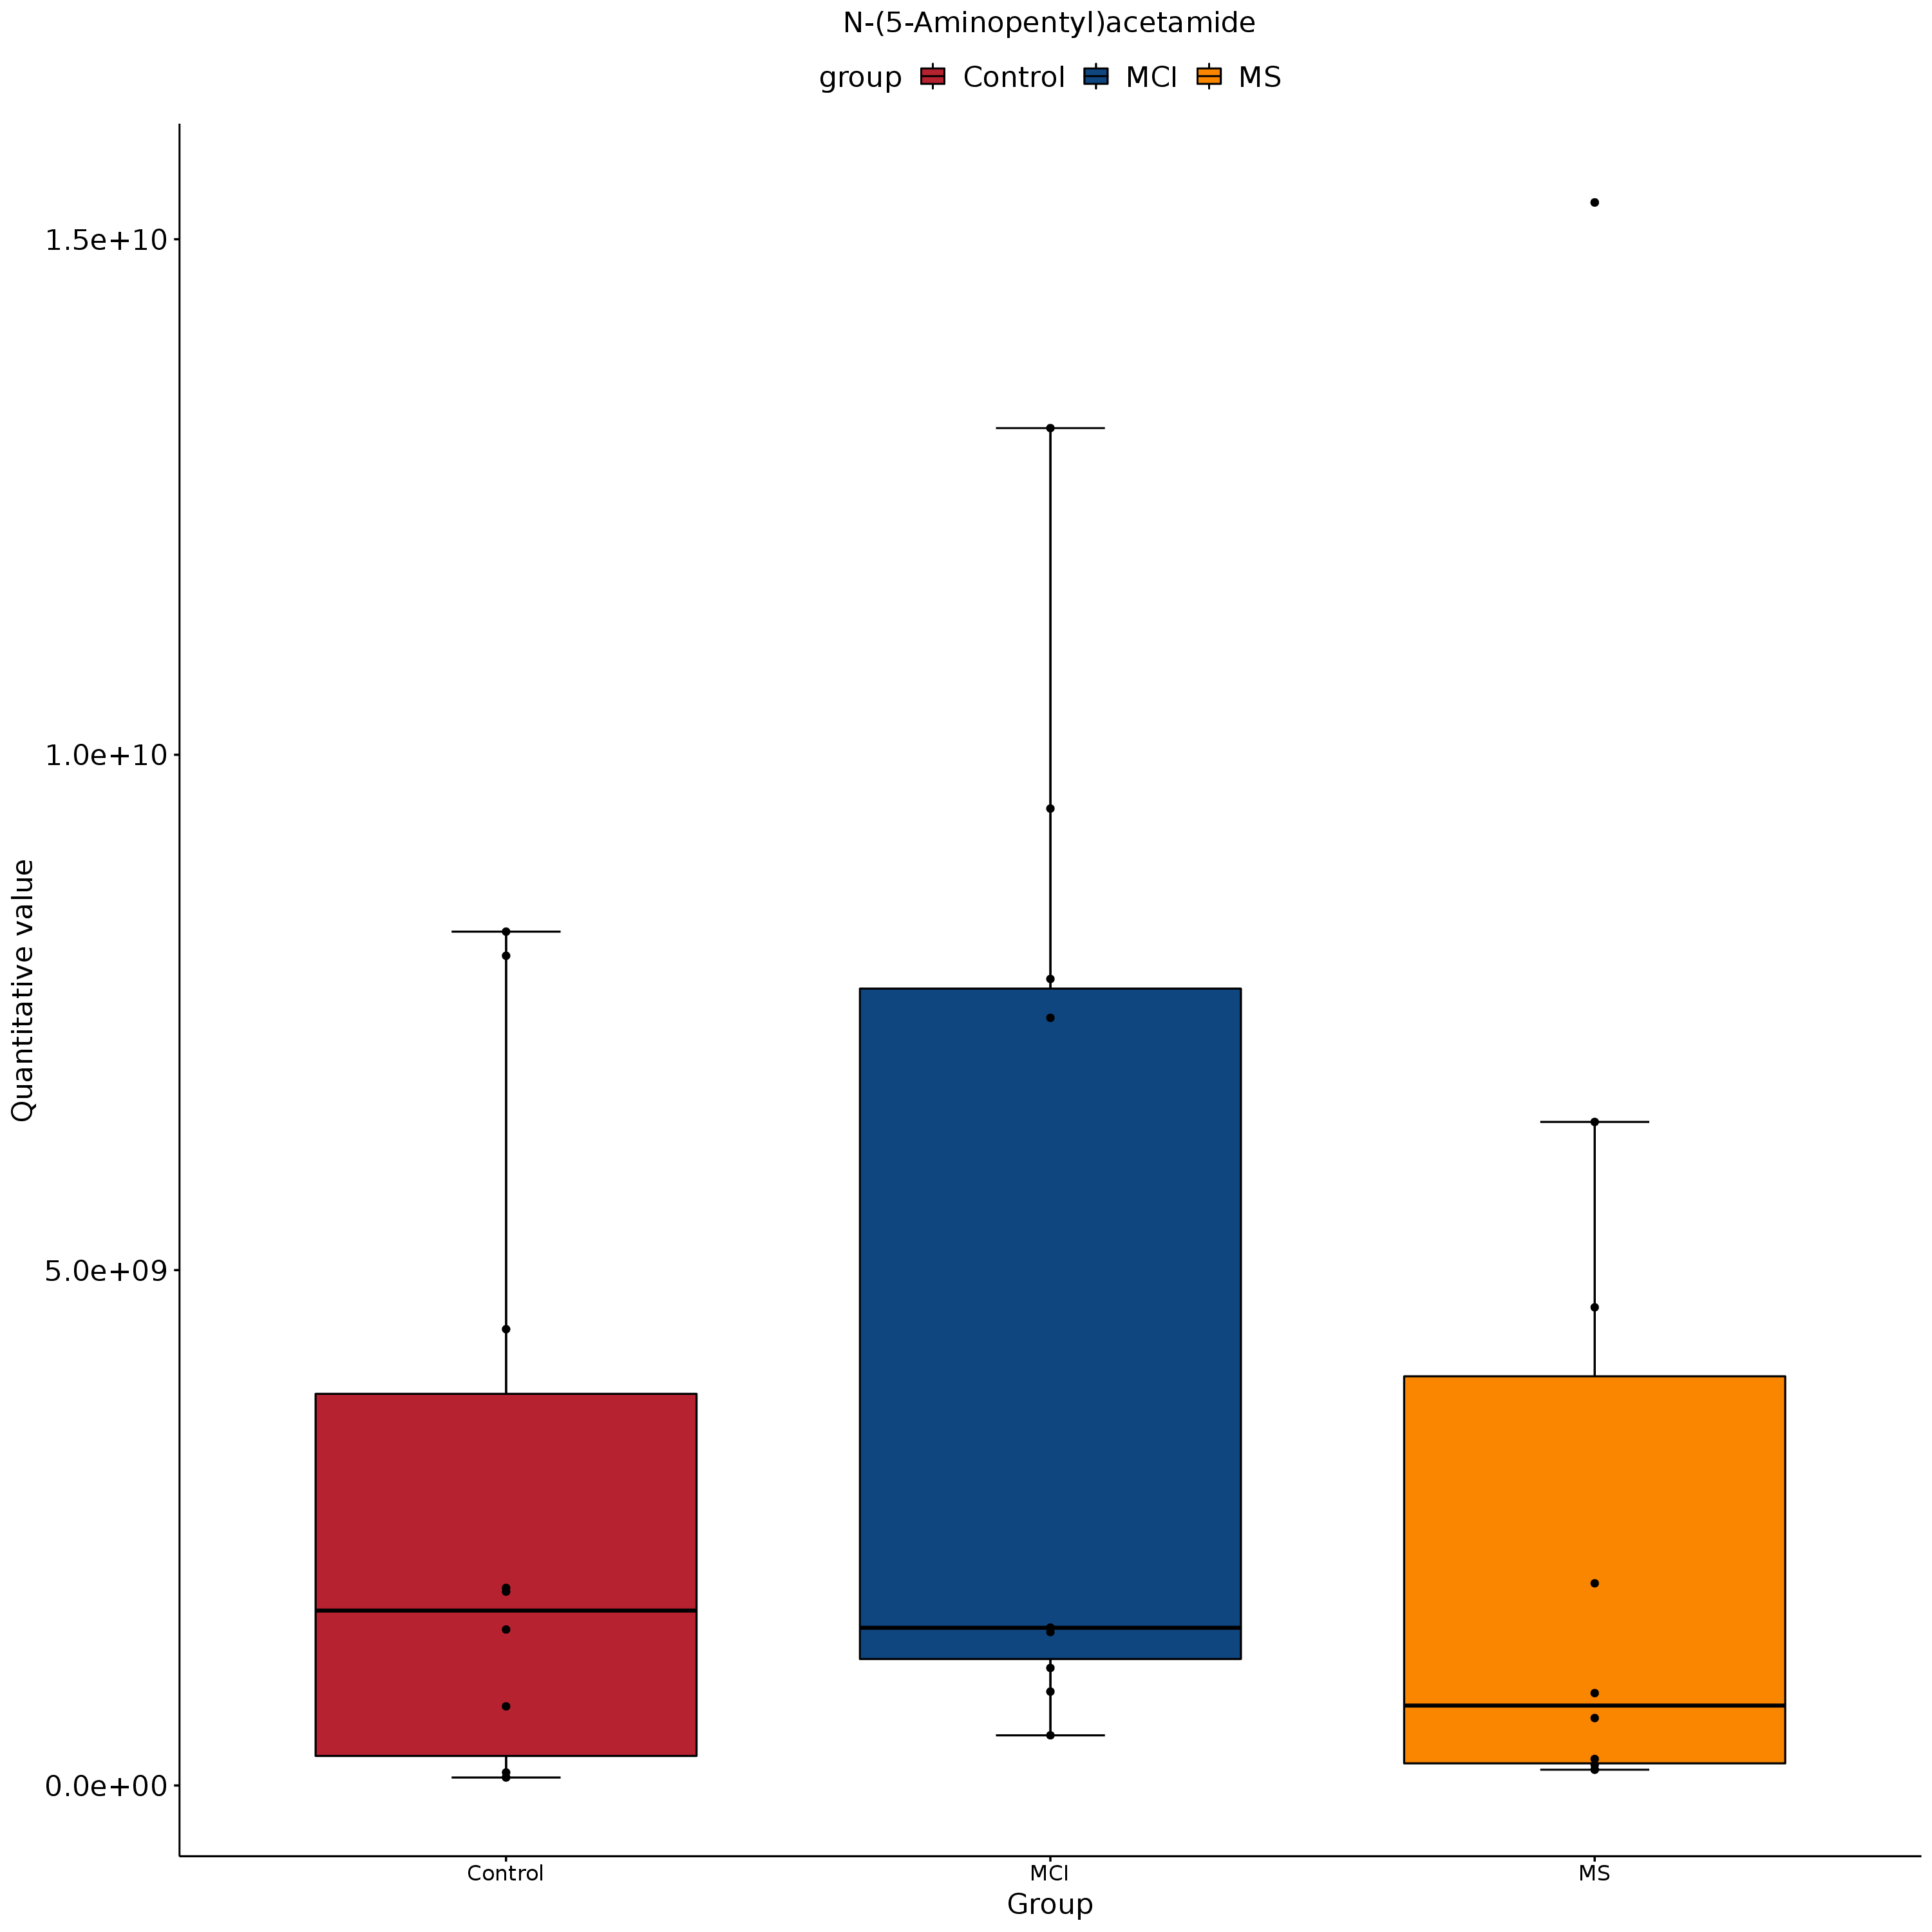 N-(5-Aminopentyl)acetamide
group Control MCI MS
1.5e+10
1.0e+10
5.0e+09
0.0e+00
Quantitative value
Control MCI MS
Group